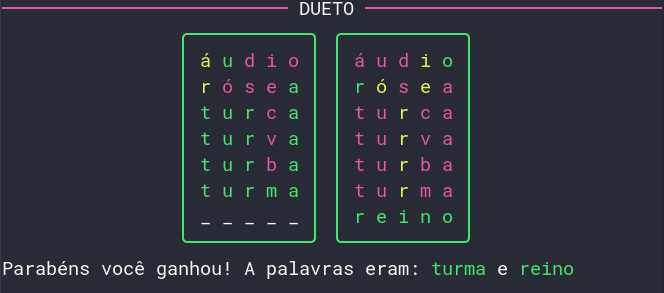 DUETO
á u d i o á u d i o
r ó s e a r ó s e a
t u r c a t u r c a
t u r v a t u r v a
t u r b a t u r b a
t u r m a t u r m a
_ _ _ _ _ r e i n o
Parabéns você ganhou! A palavras eram: turma e reino